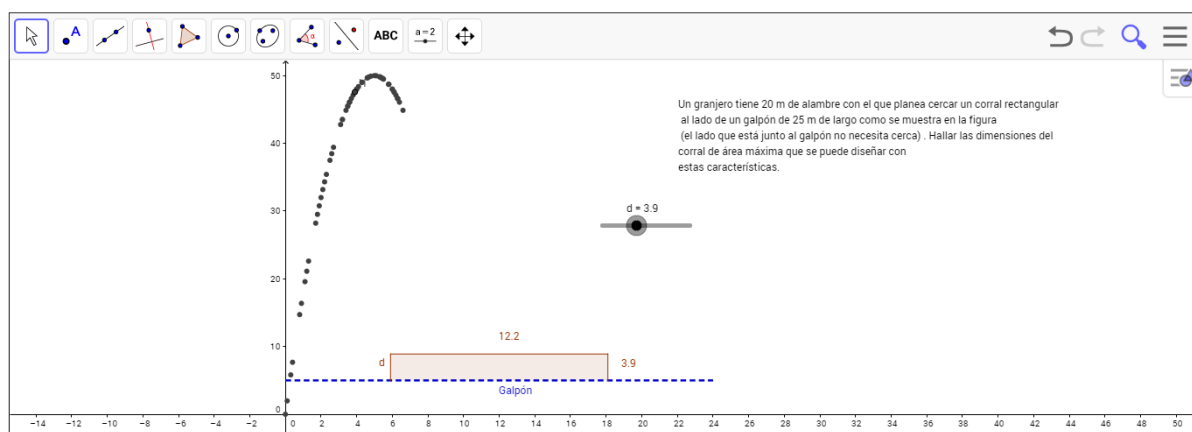 A
ABC
a = 2
Un granjero tiene 20 m de alambre con el que planea cercar un corral rectangular
al lado de un galpón de 25 m de largo como se muestra en la figura
(el lado que está junto al galpón no necesita cerca) . Hallar las dimensiones del
corral de área máxima que se puede diseñar con
estas características.
d = 3.9
50
40
30
20
10
0
12.2
d
3.9
Galpón
−14 −12 −10 −8 −6 −4 −2 0 2 4 6 8 10 12 14 16 18 20 22 24 26 28 30 32 34 36 38 40 42 44 46 48 50